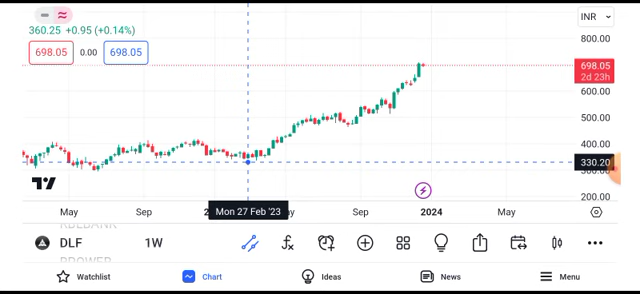 360.25 +0.95 (+0.14%)
INR
698.05 0.00 698.05
800.00
698.05
2d 23h
600.00
500.00
400.00
330.20
200.00
May Sep Mon 27 Feb '23 Sep 2024 May
DLF 1W
Watchlist Chart Ideas News Menu